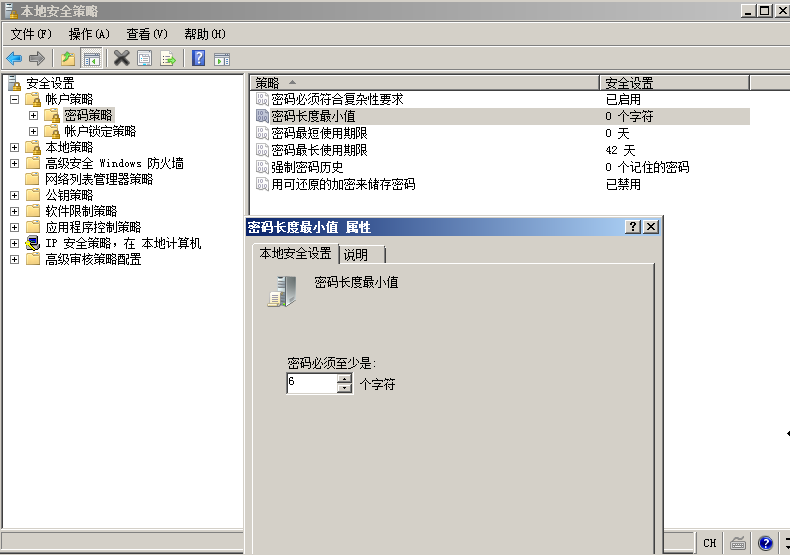 本地安全策略
文件(F) 操作(A) 查看(V) 帮助(H)
安全设置
帐户策略
密码策略
帐户锁定策略
本地策略
高级安全 Windows 防火墙
网络列表管理器策略
公钥策略
软件限制策略
应用程序控制策略
IP 安全策略，在 本地计算机
高级审核策略配置
策略 安全设置
密码必须符合复杂性要求 已启用
密码长度最小值 0 个字符
密码最短使用期限 0 天
密码最长使用期限 42 天
强制密码历史 0 个记住的密码
用可还原的加密来储存密码 已禁用
密码长度最小值 属性
本地安全设置 说明
密码长度最小值
密码必须至少是:
6 个字符
CH